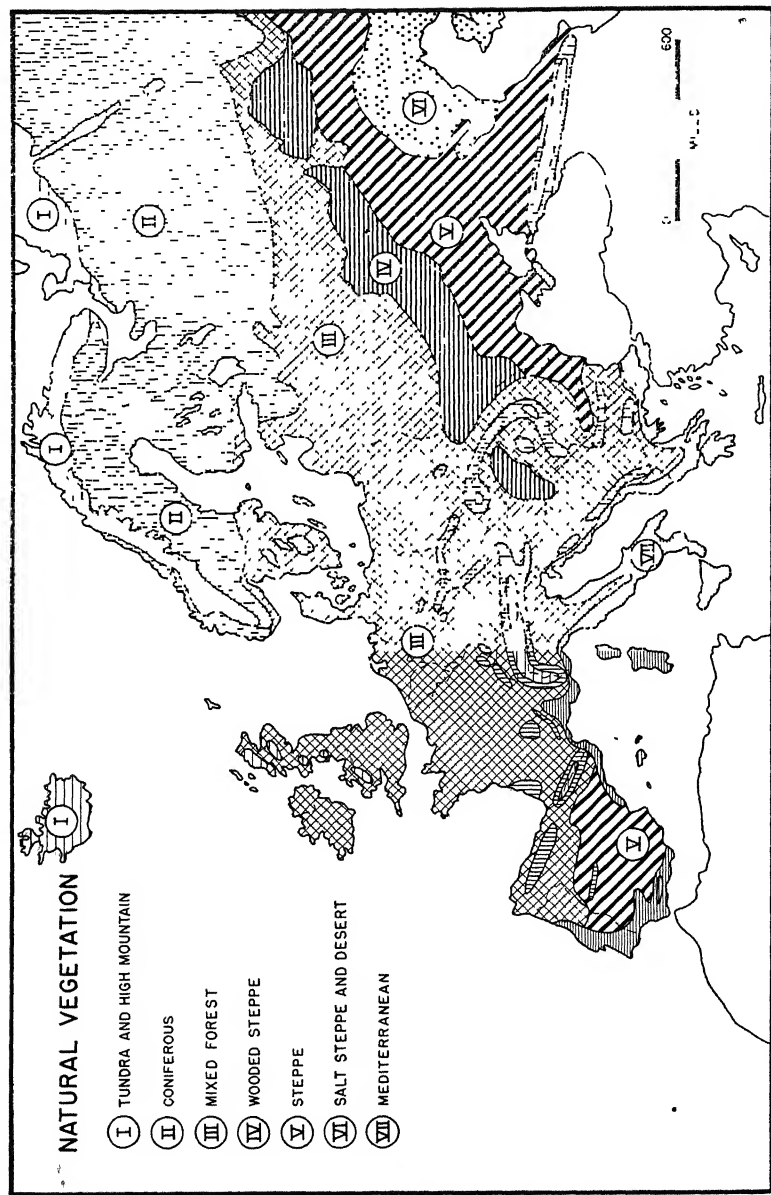 NATURAL VEGETATION
I TUNDRA AND HIGH MOUNTAIN
II CONIFEROUS
III MIXED FOREST
IV WOODED STEPPE
V STEPPE
VI SALT STEPPE AND DESERT
VII MEDITERRANEAN
I
I
I
II
II
III
III
IV
V
V
VI
VII
600